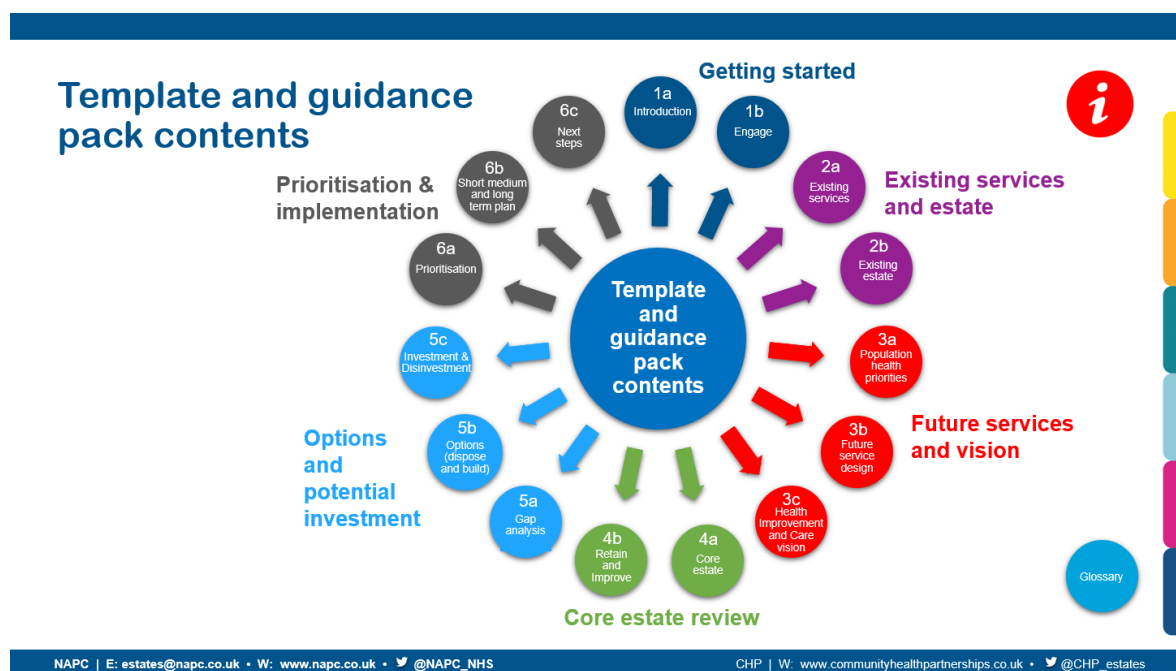 Template and guidance
pack contents
Getting started
1a
Introduction
1b
Engage
Existing services
and estate
2a
Existing
services
2b
Existing
estate
Future services
and vision
3a
Population
health
priorities
3b
Future
service
design
3c
Health
Improvement
and Care
vision
Core estate review
4a
Core
estate
4b
Retain
and
Improve
Options
and
potential
investment
5a
Gap
analysis
5b
Options
(dispose
and build)
5c
Investment &
Disinvestment
Prioritisation &
implementation
6a
Prioritisation
6b
Short medium
and long
term plan
6c
Next
steps
Template
and
guidance
pack
contents
i
Glossary
NAPC | E: estates@napc.co.uk • W: www.napc.co.uk • @NAPC_NHS
CHP | W: www.communityhealthpartnerships.co.uk • @CHP_estates